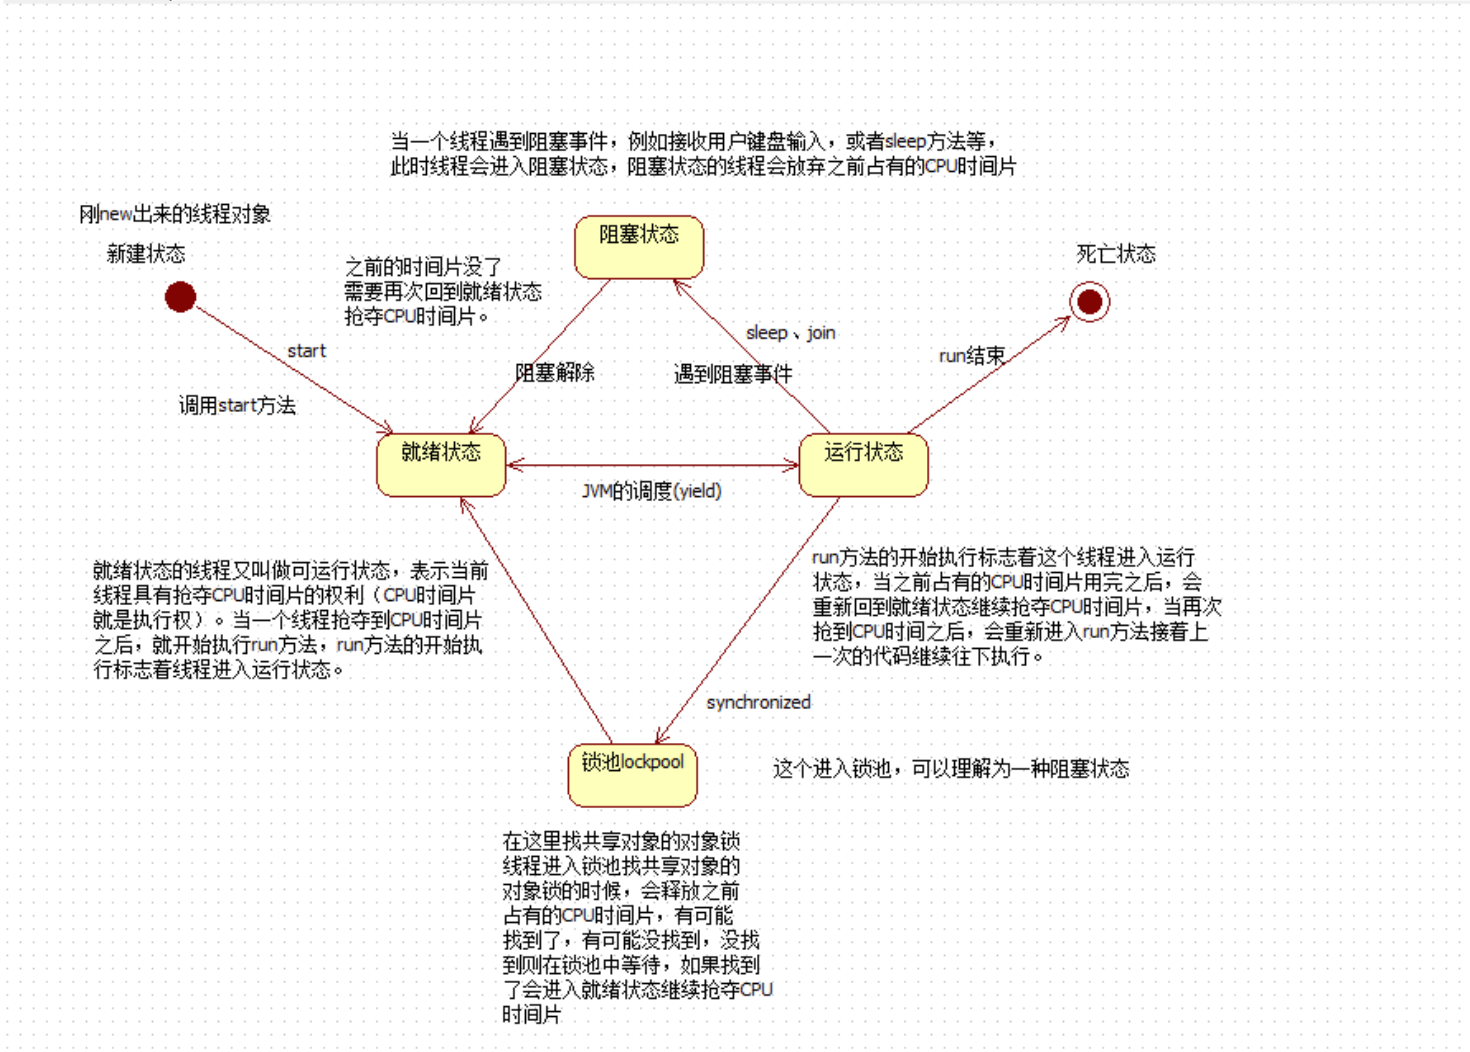 当一个线程遇到阻塞事件，例如接收用户键盘输入，或者sleep方法等，
此时线程会进入阻塞状态，阻塞状态的线程会放弃之前占有的CPU时间片
刚new出来的线程对象
新建状态
阻塞状态
死亡状态
之前的时间片没了
需要再次回到就绪状态
抢夺CPU时间片。
start
sleep、join
run结束
阻塞解除
遇到阻塞事件
调用start方法
就绪状态
运行状态
JVM的调度(yield)
就绪状态的线程又叫做可运行状态，表示当前
线程具有抢夺CPU时间片的权利（CPU时间片
就是执行权）。当一个线程抢夺到CPU时间片
之后，就开始执行run方法，run方法的开始执
行标志着线程进入运行状态。
run方法的开始执行标志着这个线程进入运行
状态，当之前占有的CPU时间片用完之后，会
重新回到就绪状态继续抢夺CPU时间片，当再次
抢到CPU时间之后，会重新进入run方法接着上
一次的代码继续往下执行。
synchronized
锁池lockpool
这个进入锁池，可以理解为一种阻塞状态
在这里找共享对象的对象锁
线程进入锁池找共享对象的
对象锁的时候，会释放之前
占有的CPU时间片，有可能
找到了，有可能没找到，没找
到则在锁池中等待，如果找到
了会进入就绪状态继续抢夺CPU
时间片